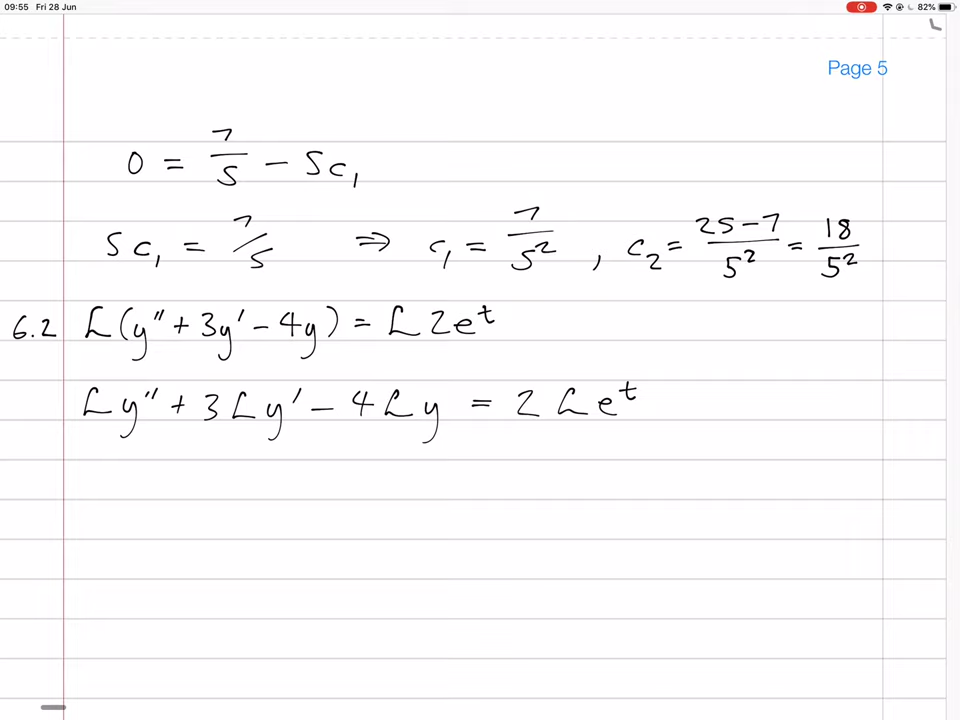 09:55 Fri 28 Jun 82%
Page 5
0 = 7/5 - 5c₁
5c₁ = 7/5 ⇒ c₁ = 7/5², c₂ = (25-7)/5² = 18/5²
6.2 ℒ(y'' + 3y' - 4y) = ℒ 2eᵗ
ℒy'' + 3ℒy' - 4ℒy = 2ℒeᵗ